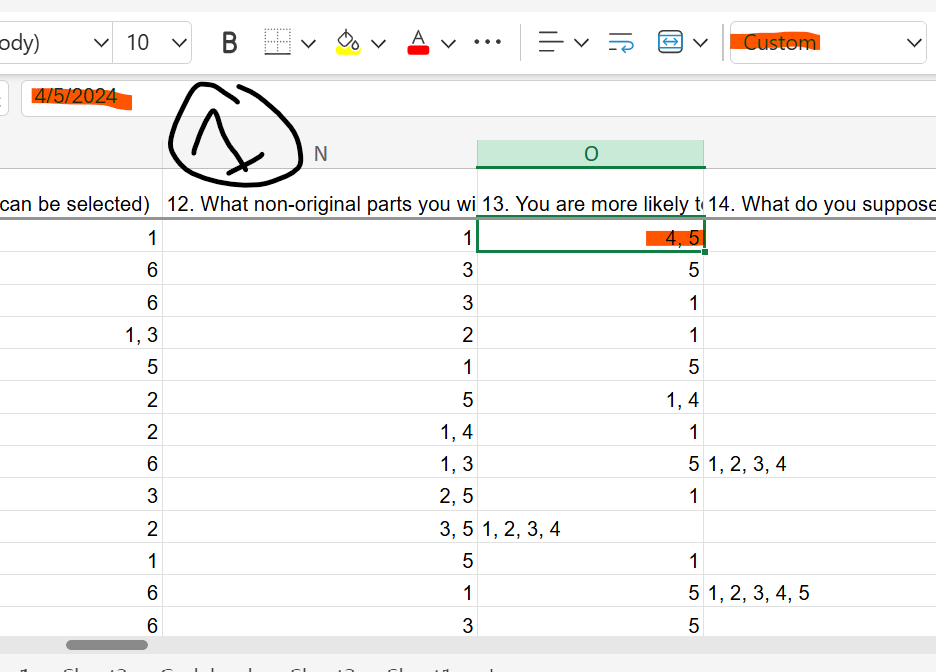 ody) 10 B A ... Custom
4/5/2024
N O
can be selected) 12. What non-original parts you wi 13. You are more likely t 14. What do you suppose
1 1 4, 5
6 3 5
6 3 1
1, 3 2 1
5 1 5
2 5 1, 4
2 1, 4 1
6 1, 3 5 1, 2, 3, 4
3 2, 5 1
2 3, 5 1, 2, 3, 4
1 5 1
6 1 5 1, 2, 3, 4, 5
6 3 5